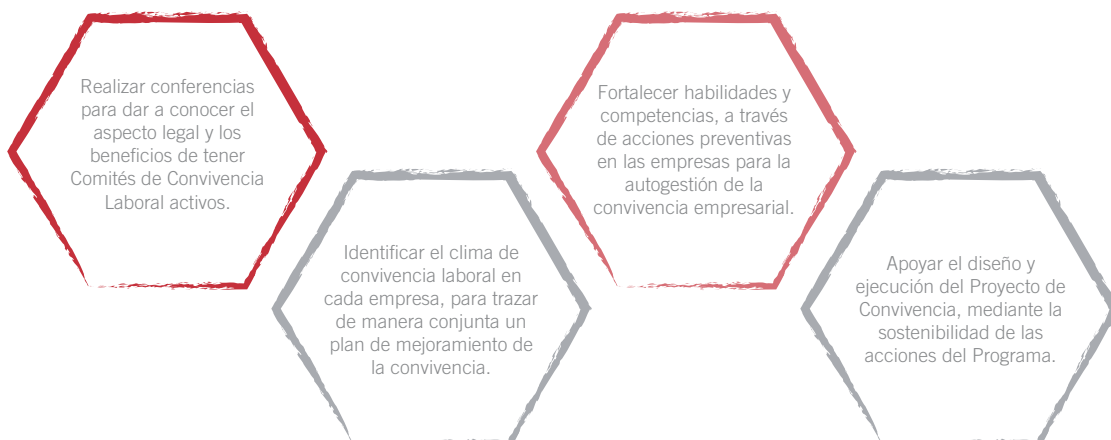 Realizar conferencias
para dar a conocer el
aspecto legal y los
beneficios de tener
Comités de Convivencia
Laboral activos.
Identificar el clima de
convivencia laboral en
cada empresa, para trazar
de manera conjunta un
plan de mejoramiento de
la convivencia.
Fortalecer habilidades y
competencias, a través
de acciones preventivas
en las empresas para la
autogestión de la
convivencia empresarial.
Apoyar el diseño y
ejecución del Proyecto de
Convivencia, mediante la
sostenibilidad de las
acciones del Programa.